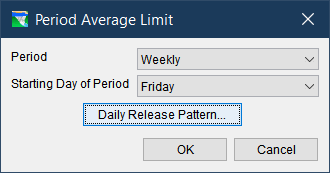 Period Average Limit
Period Weekly
Starting Day of Period Friday
Daily Release Pattern...
OK Cancel